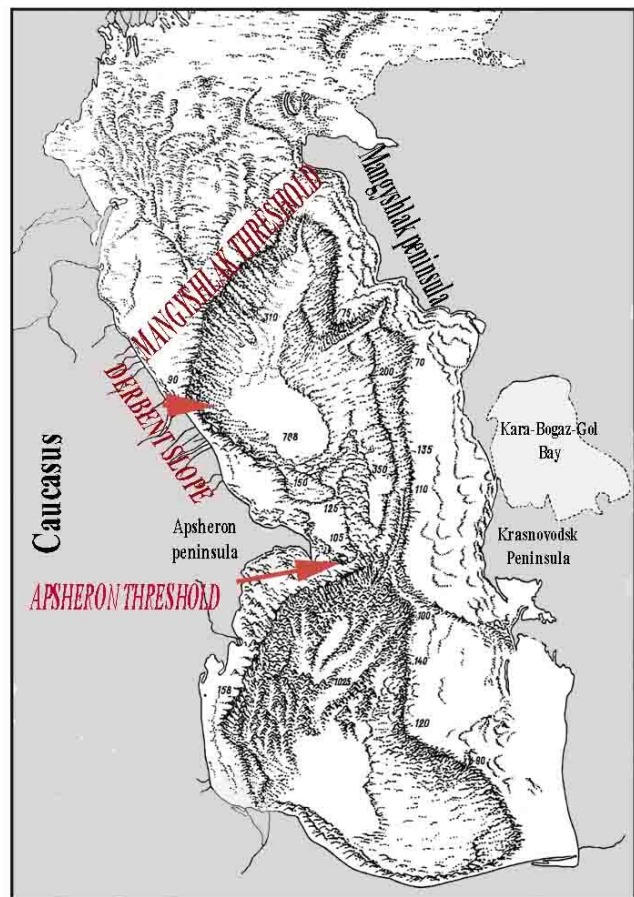 Mangyshlak peninsula
MANGYSHLAK THRESHOLD
310
75
70
200
90
DERBENT SLOPE
788
Kara-Bogaz-Gol
Bay
135
350
150
110
Caucasus
125
Apsheron
peninsula
105
Krasnovodsk
Peninsula
APSHERON THRESHOLD
100
140
158
1025
120
90